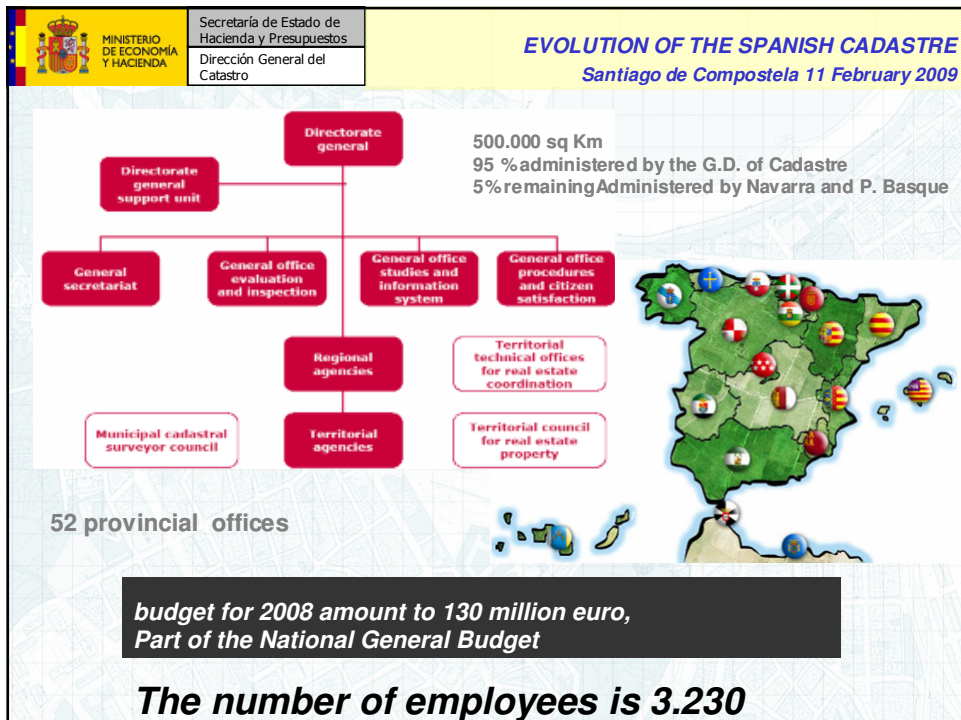 MINISTERIO
DE ECONOMÍA
Y HACIENDA
Secretaría de Estado de
Hacienda y Presupuestos
Dirección General del
Catastro
EVOLUTION OF THE SPANISH CADASTRE
Santiago de Compostela 11 February 2009
Directorate
general
Directorate
general
support unit
500.000 sq Km
95 %administered by the G.D. of Cadastre
5%remainingAdministered by Navarra and P. Basque
General
secretariat
General office
evaluation
and inspection
General office
studies and
information
system
General office
procedures
and citizen
satisfaction
Regional
agencies
Territorial
technical offices
for real estate
coordination
Municipal cadastral
surveyor council
Territorial
agencies
Territorial council
for real estate
property
52 provincial offices
budget for 2008 amount to 130 million euro,
Part of the National General Budget
The number of employees is 3.230